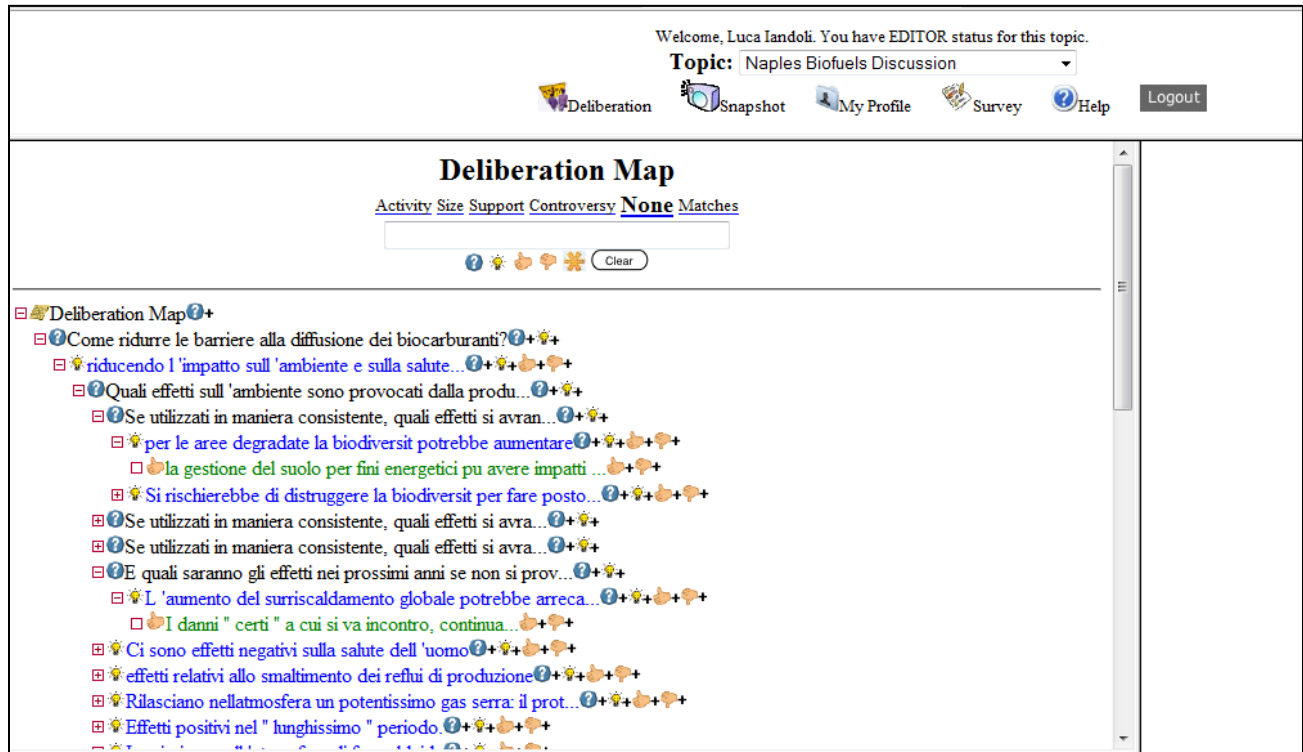 Welcome, Luca Iandoli. You have EDITOR status for this topic.
Topic: Naples Biofuels Discussion
Deliberation Snapshot My Profile Survey Help Logout
Deliberation Map
Activity Size Support Controversy None Matches
Clear
Deliberation Map
Come ridurre le barriere alla diffusione dei biocarburanti?
riducendo l 'impatto sull 'ambiente e sulla salute...
Quali effetti sull 'ambiente sono provocati dalla produ...
Se utilizzati in maniera consistente, quali effetti si avran...
per le aree degradate la biodiversit potrebbe aumentare
la gestione del suolo per fini energetici pu avere impatti ...
Si rischierebbe di distruggere la biodiversit per fare posto...
Se utilizzati in maniera consistente, quali effetti si avra...
Se utilizzati in maniera consistente, quali effetti si avra...
E quali saranno gli effetti nei prossimi anni se non si prov...
L 'aumento del surriscaldamento globale potrebbe arreca...
I danni " certi " a cui si va incontro, continua...
Ci sono effetti negativi sulla salute dell 'uomo
effetti relativi allo smaltimento dei reflui di produzione
Rilasciano nellatmosfera un potentissimo gas serra: il prot...
Effetti positivi nel " lunghissimo " periodo.